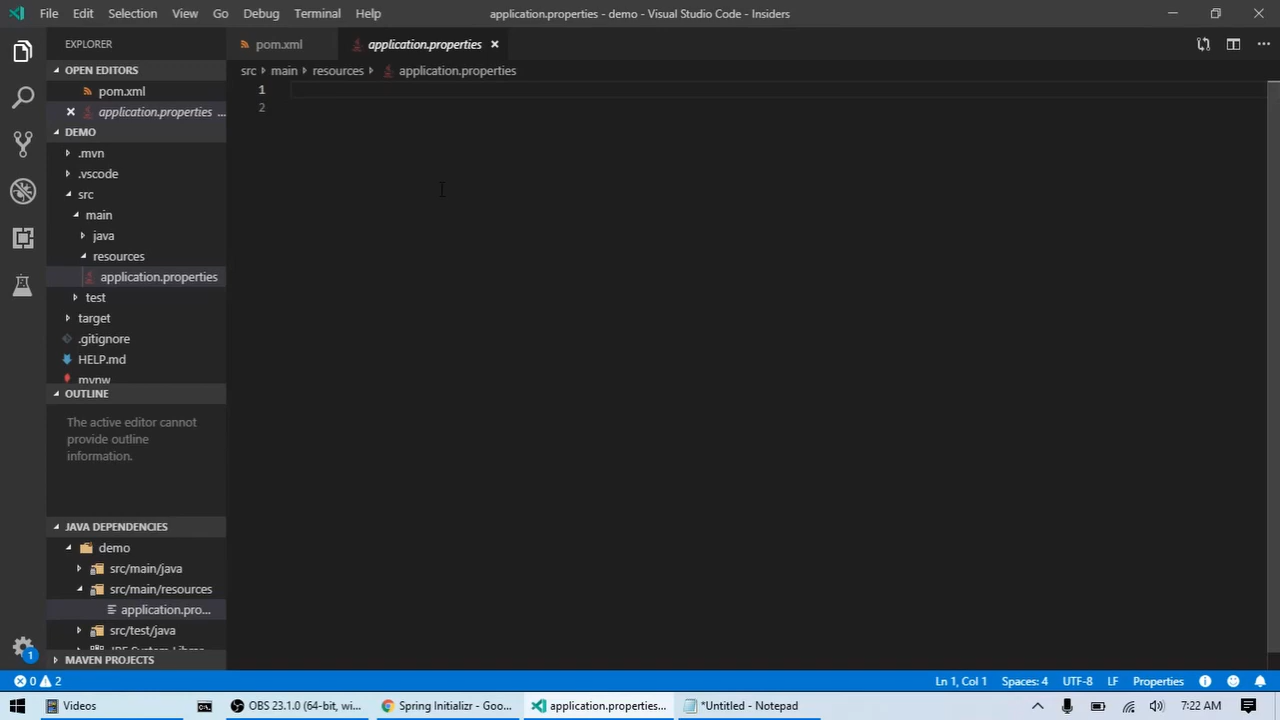 File Edit Selection View Go Debug Terminal Help
application.properties - demo - Visual Studio Code - Insiders
EXPLORER
pom.xml
application.properties
OPEN EDITORS
src main resources application.properties
pom.xml
1
application.properties ...
2
DEMO
.mvn
.vscode
src
main
java
resources
application.properties
test
target
.gitignore
HELP.md
mvnw
OUTLINE
The active editor cannot
provide outline
information.
JAVA DEPENDENCIES
demo
src/main/java
src/main/resources
application.pro...
src/test/java
JRE System Librar...
MAVEN PROJECTS
1
0 2
Ln 1, Col 1 Spaces: 4 UTF-8 LF Properties
Videos
OBS 23.1.0 (64-bit, wi...
Spring Initializr - Goo...
application.properties...
*Untitled - Notepad
7:22 AM